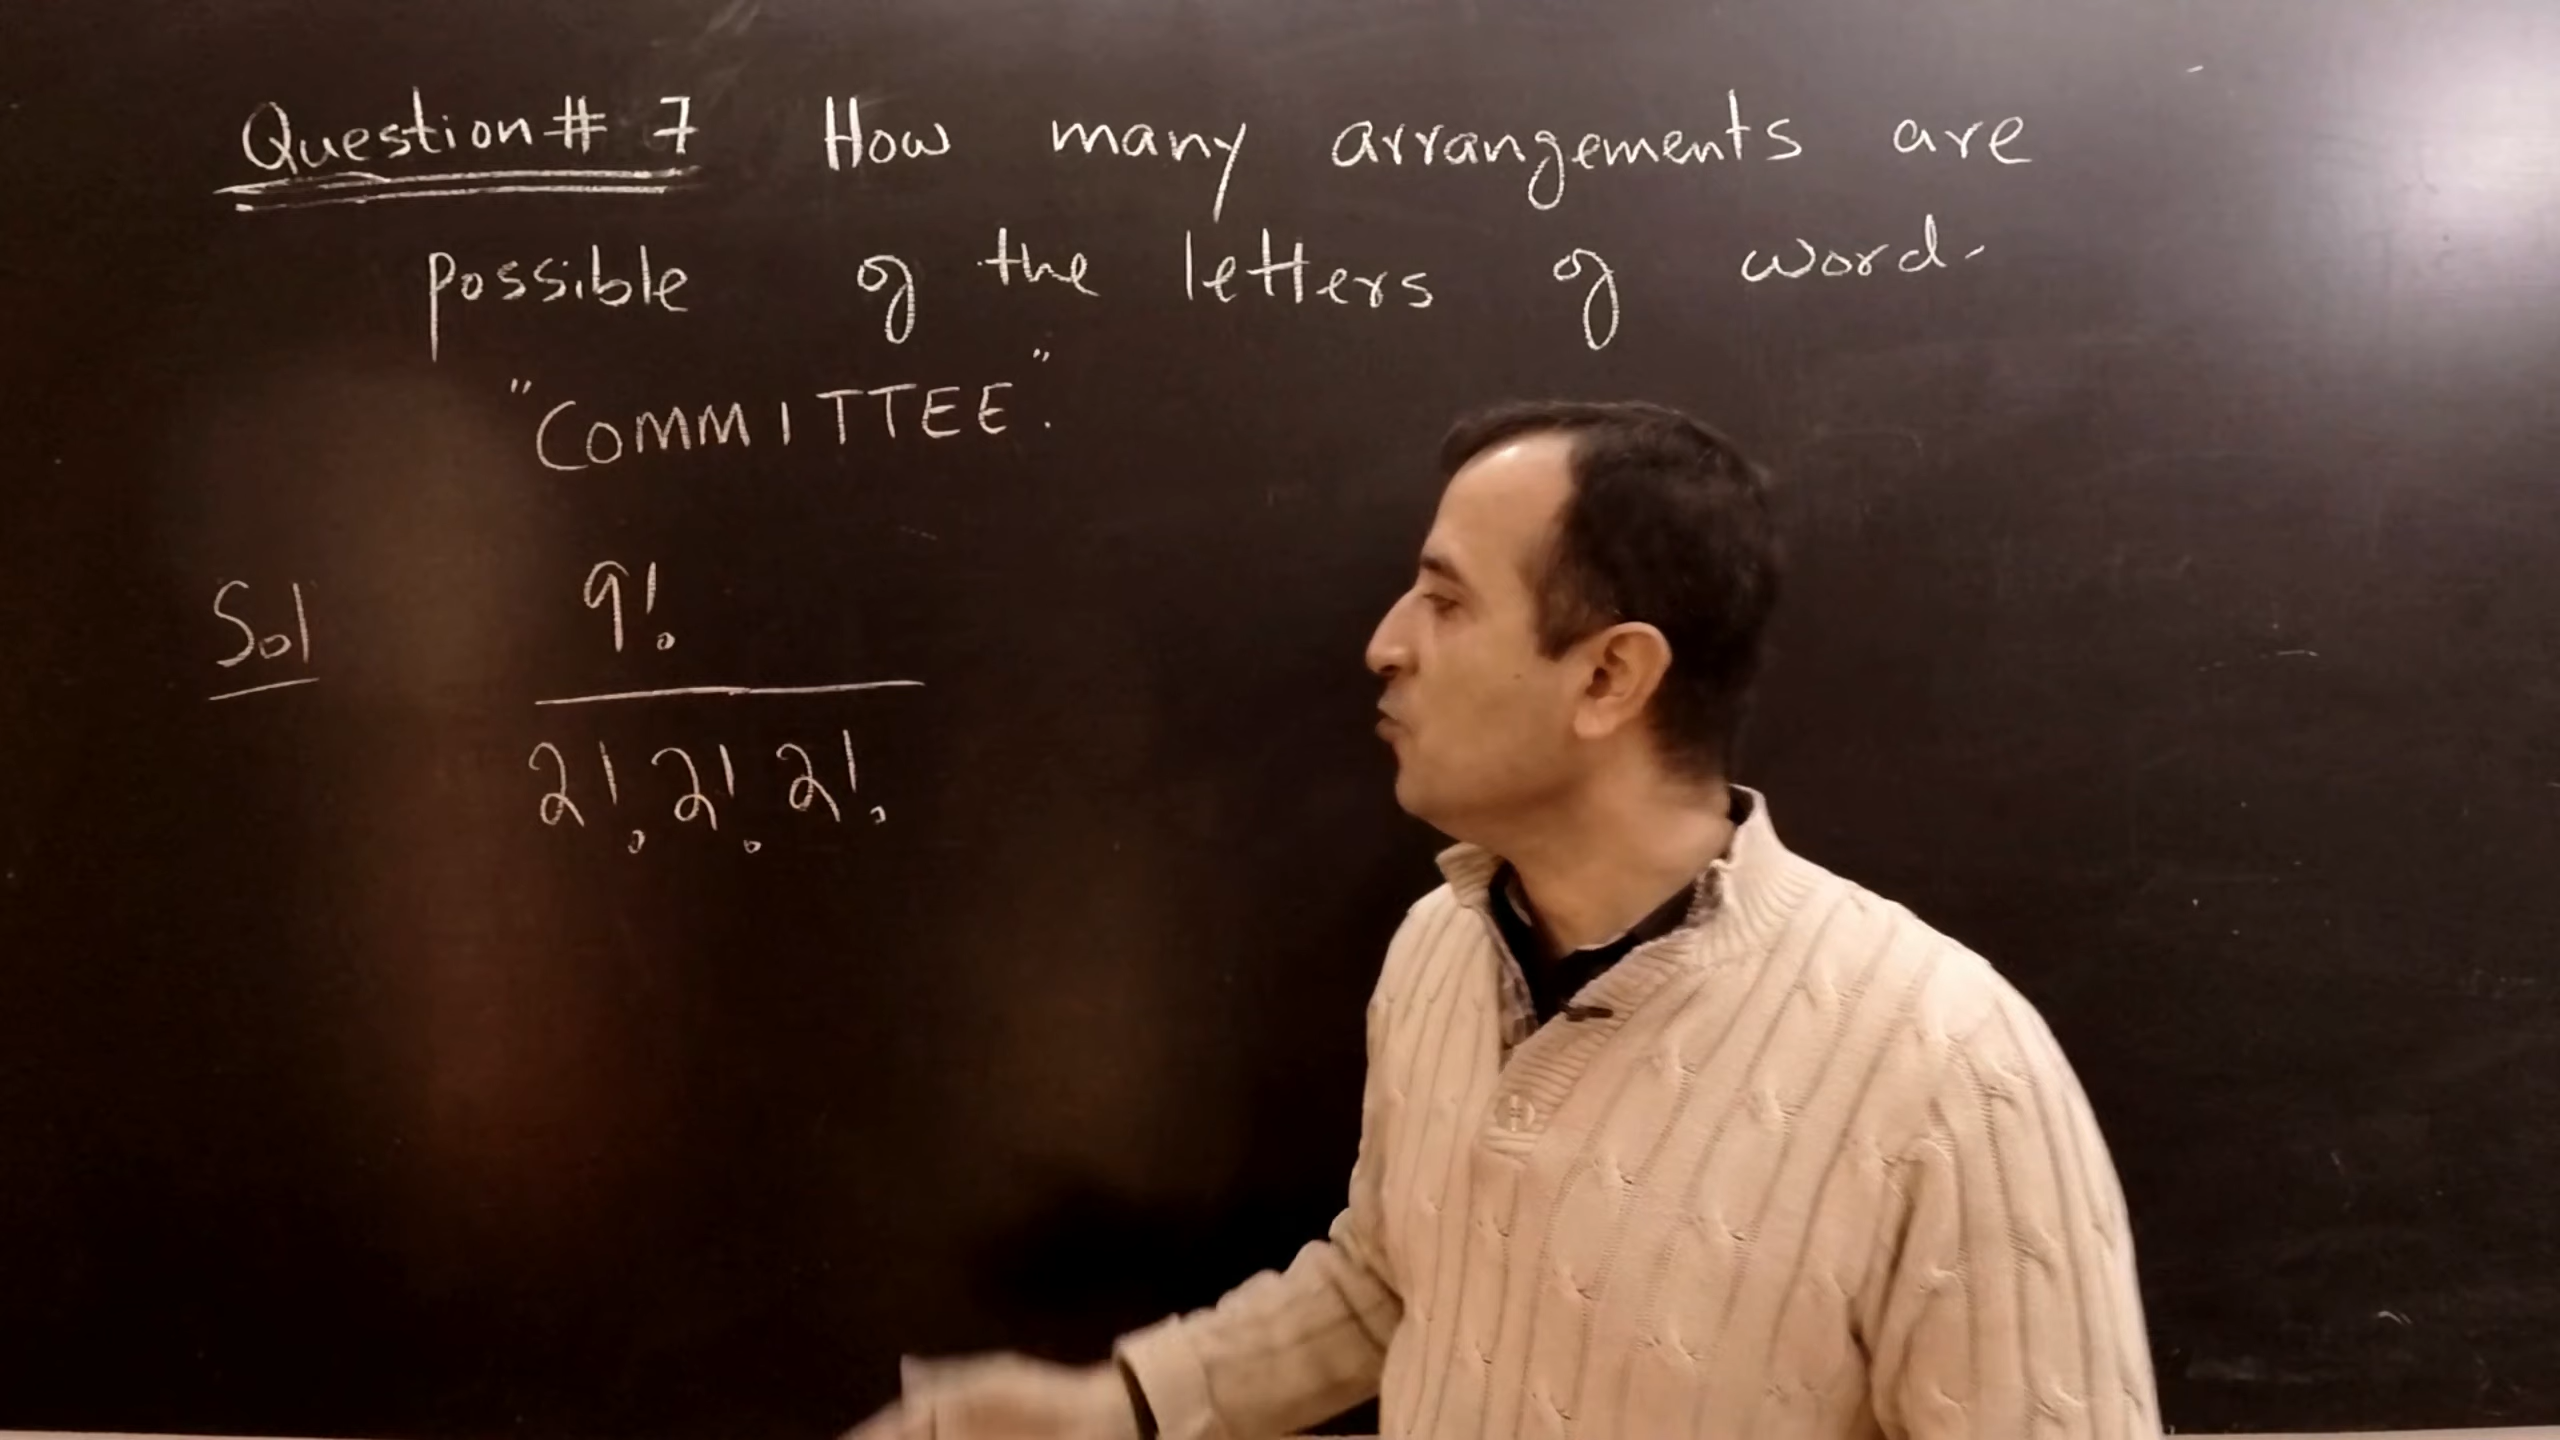 Question # 7 How many arrangements are
possible of the letters of word.
"COMMITTEE".
Sol
9!
2! 2! 2!